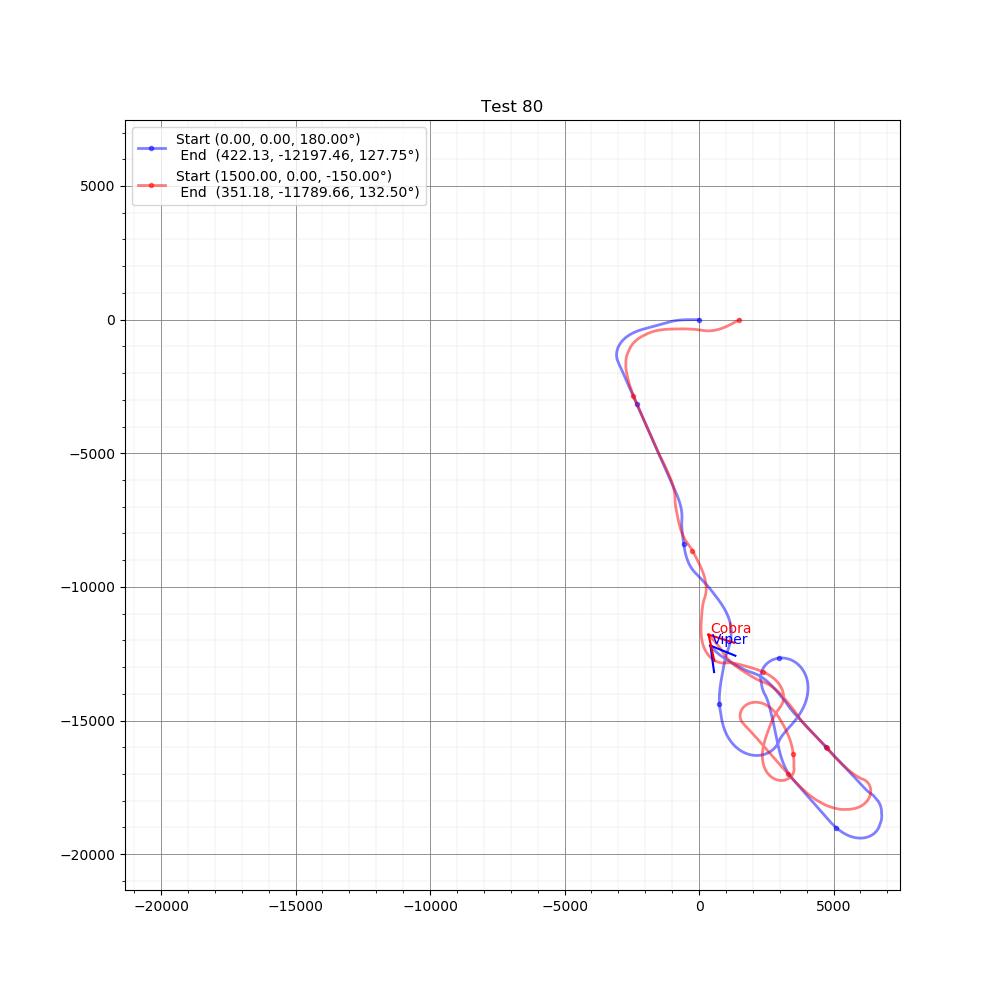 Test 80
Start (0.00, 0.00, 180.00°)
End (422.13, -12197.46, 127.75°)
Start (1500.00, 0.00, -150.00°)
End (351.18, -11789.66, 132.50°)
5000
0
−5000
−10000
Cobra
Viper
−15000
−20000
−20000 −15000 −10000 −5000 0 5000